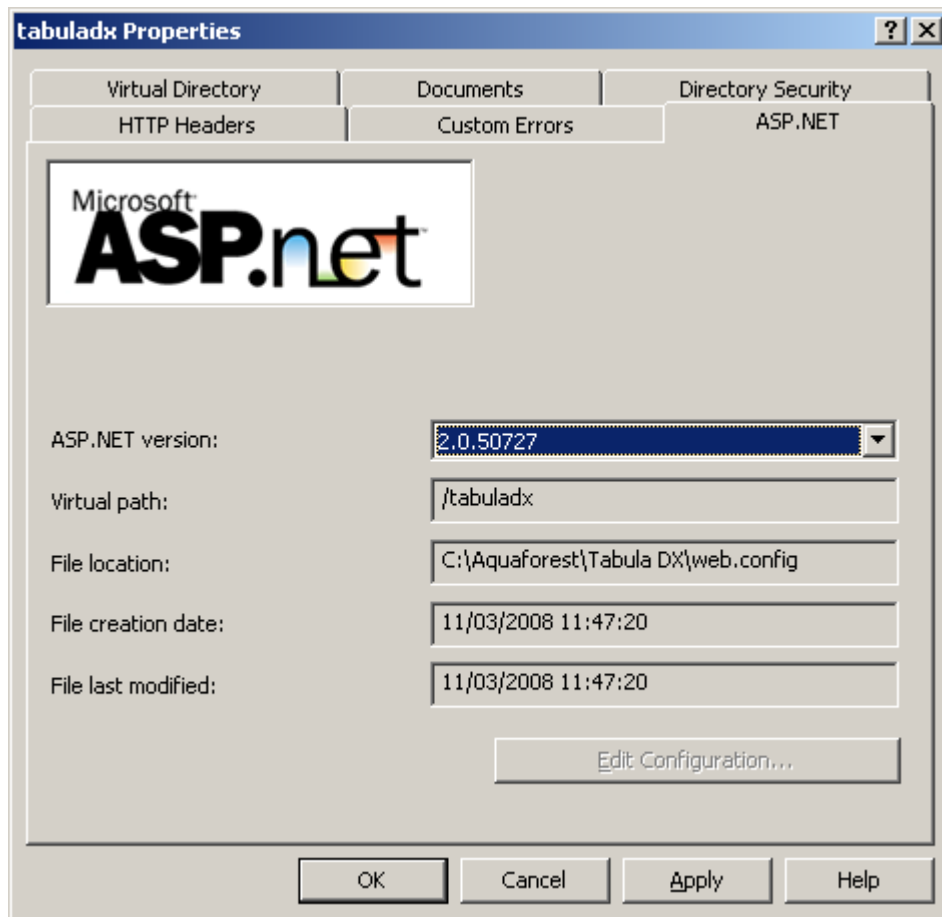 tabuladx Properties
Virtual Directory Documents Directory Security
HTTP Headers Custom Errors ASP.NET
Microsoft
ASP.net
ASP.NET version: 2.0.50727
Virtual path: /tabuladx
File location: C:\Aquaforest\Tabula DX\web.config
File creation date: 11/03/2008 11:47:20
File last modified: 11/03/2008 11:47:20
Edit Configuration...
OK Cancel Apply Help